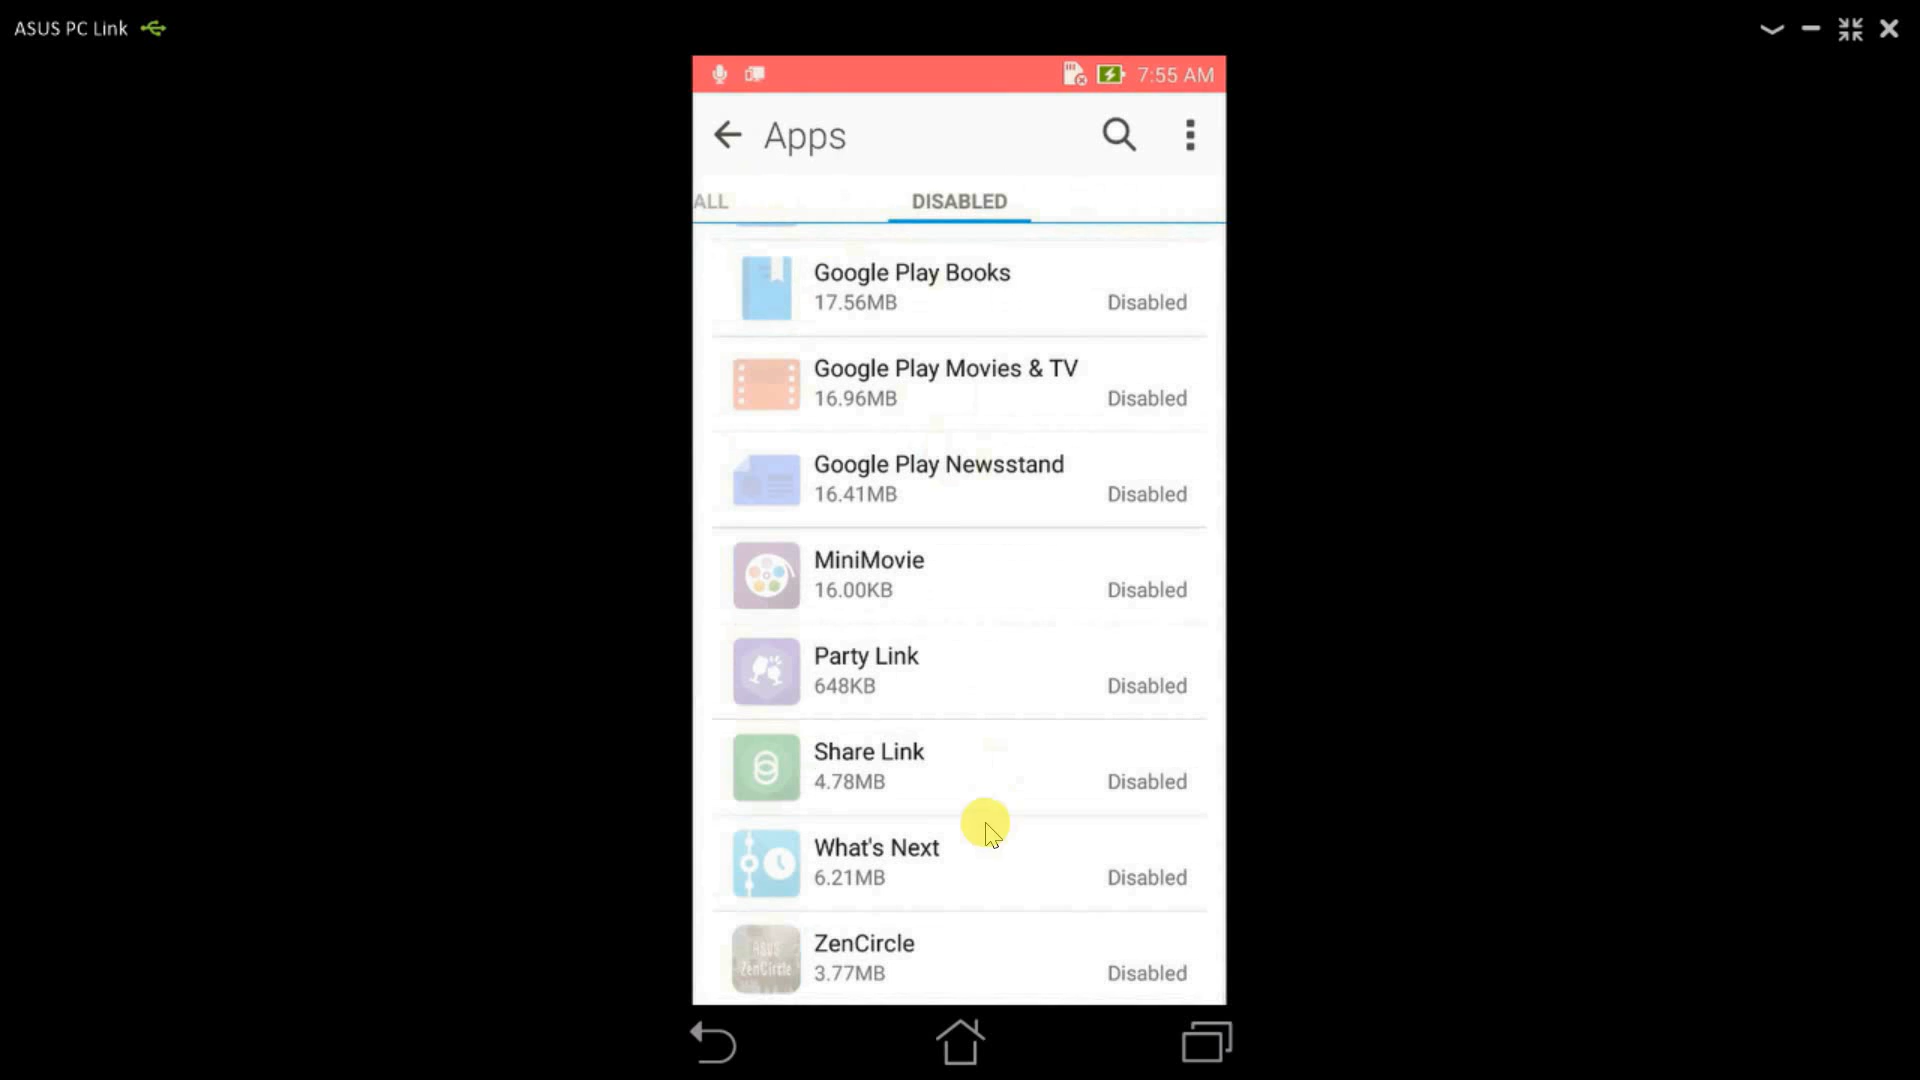 ASUS PC Link
7:55 AM
Apps
ALL
DISABLED
Google Play Books
17.56MB
Disabled
Google Play Movies & TV
16.96MB
Disabled
Google Play Newsstand
16.41MB
Disabled
MiniMovie
16.00KB
Disabled
Party Link
648KB
Disabled
Share Link
4.78MB
Disabled
What's Next
6.21MB
Disabled
ASUS
ZenCircle
ZenCircle
3.77MB
Disabled